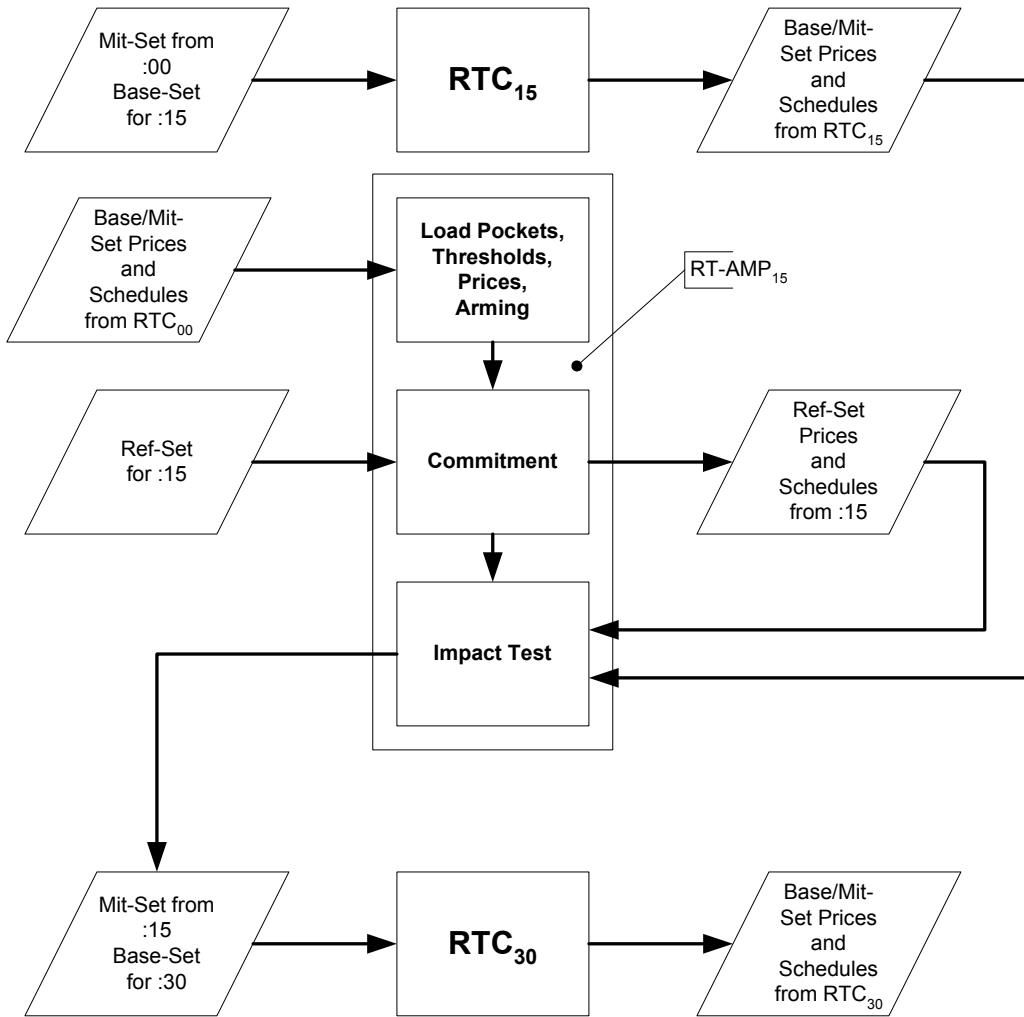 Mit-Set from
:00
Base-Set
for :15
RTC15
Base/Mit-
Set Prices
and
Schedules
from RTC15
Base/Mit-
Set Prices
and
Schedules
from RTC00
Load Pockets,
Thresholds,
Prices,
Arming
RT-AMP15
Ref-Set
for :15
Commitment
Ref-Set
Prices
and
Schedules
from :15
Impact Test
Mit-Set from
:15
Base-Set
for :30
RTC30
Base/Mit-
Set Prices
and
Schedules
from RTC30